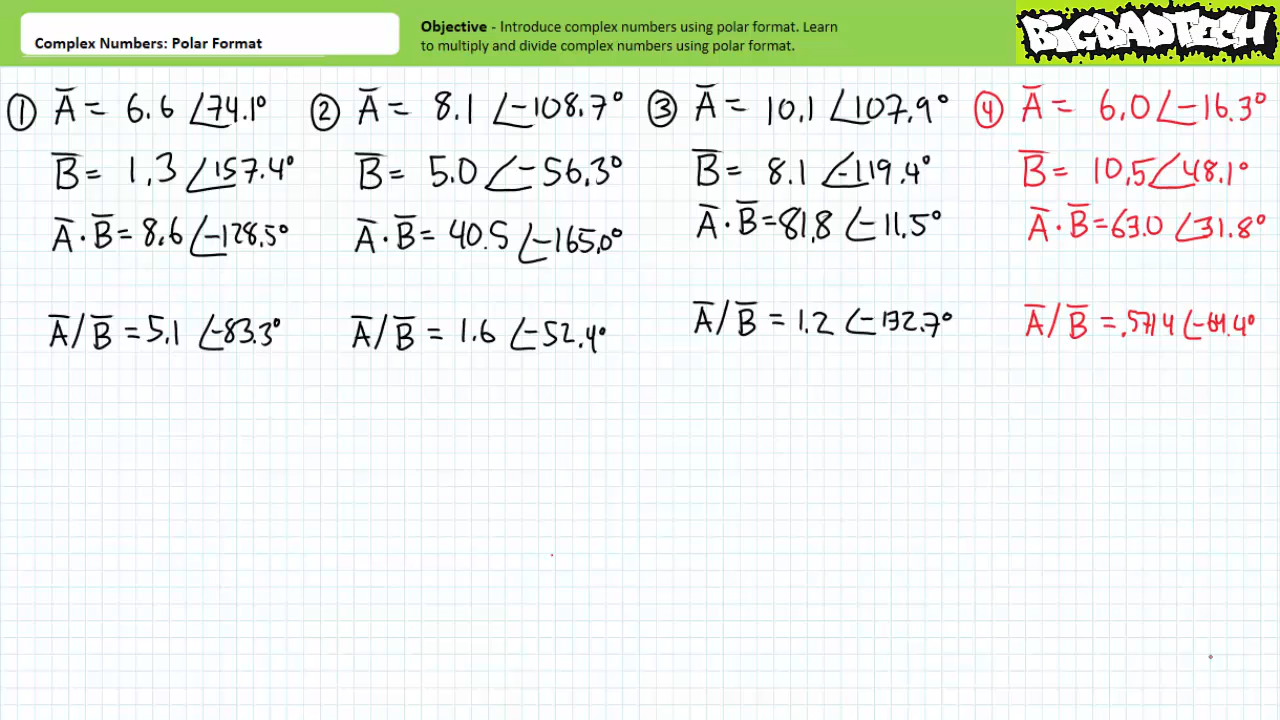 Complex Numbers: Polar Format
Objective - Introduce complex numbers using polar format. Learn
to multiply and divide complex numbers using polar format.
BIGBADTECH
① A̅ = 6.6 ∠74.1°
B̅ = 1.3 ∠157.4°
A̅ · B̅ = 8.6 ∠-128.5°
A̅ / B̅ = 5.1 ∠-83.3°
② A̅ = 8.1 ∠-108.7°
B̅ = 5.0 ∠-56.3°
A̅ · B̅ = 40.5 ∠-165.0°
A̅ / B̅ = 1.6 ∠-52.4°
③ A̅ = 10.1 ∠107.9°
B̅ = 8.1 ∠-119.4°
A̅ · B̅ = 81.8 ∠-11.5°
A̅ / B̅ = 1.2 ∠-132.7°
④ A̅ = 6.0 ∠-16.3°
B̅ = 10.5 ∠48.1°
A̅ · B̅ = 63.0 ∠31.8°
A̅ / B̅ = .5714 ∠-64.4°